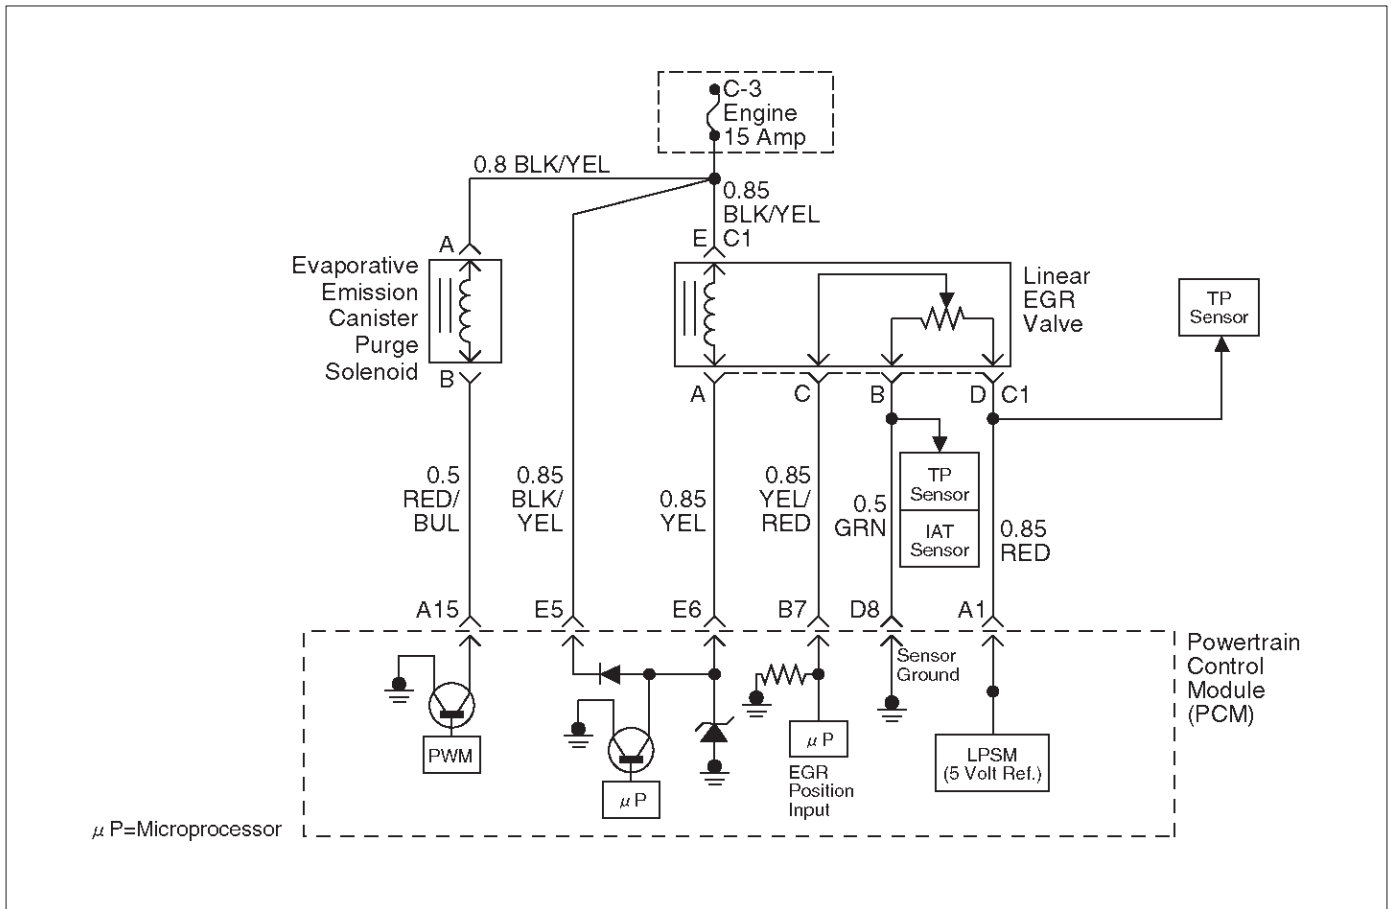 C-3
Engine
15 Amp
0.8 BLK/YEL
0.85
BLK/YEL
A
E C1
Evaporative
Emission
Canister
Purge
Solenoid
Linear
EGR
Valve
TP
Sensor
B
A
C
B
D C1
0.5
RED/
BUL
0.85
BLK/
YEL
0.85
YEL
0.85
YEL/
RED
0.5
GRN
TP
Sensor
IAT
Sensor
0.85
RED
A15
E5
E6
B7
D8
A1
Sensor
Ground
Powertrain
Control
Module
(PCM)
PWM
μ P
μ P
EGR
Position
Input
LPSM
(5 Volt Ref.)
μ P=Microprocessor